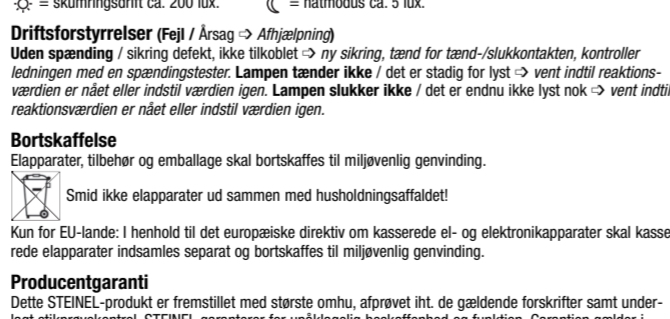 = skumringsdrift ca. 200 lux. = natmodus ca. 5 lux.
Driftsforstyrrelser (Fejl / Årsag ➩ Afhjælpning)
Uden spænding / sikring defekt, ikke tilkoblet ➩ ny sikring, tænd for tænd-/slukkontakten, kontroller
ledningen med en spændingstester. Lampen tænder ikke / det er stadig for lyst ➩ vent indtil reaktions-
værdien er nået eller indstil værdien igen. Lampen slukker ikke / det er endnu ikke lyst nok ➩ vent indtil
reaktionsværdien er nået eller indstil værdien igen.
Bortskaffelse
Elapparater, tilbehør og emballage skal bortskaffes til miljøvenlig genvinding.
Smid ikke elapparater ud sammen med husholdningsaffaldet!
Kun for EU-lande: I henhold til det europæiske direktiv om kasserede el- og elektronikapparater skal kasse
rede elapparater indsamles separat og bortskaffes til miljøvenlig genvinding.
Producentgaranti
Dette STEINEL-produkt er fremstillet med største omhu, afprøvet iht. de gældende forskrifter samt under-
lagt stikprøvekontrol. STEINEL garanterer for upåklagelig beskaffenhed og funktion. Garantien gælder i